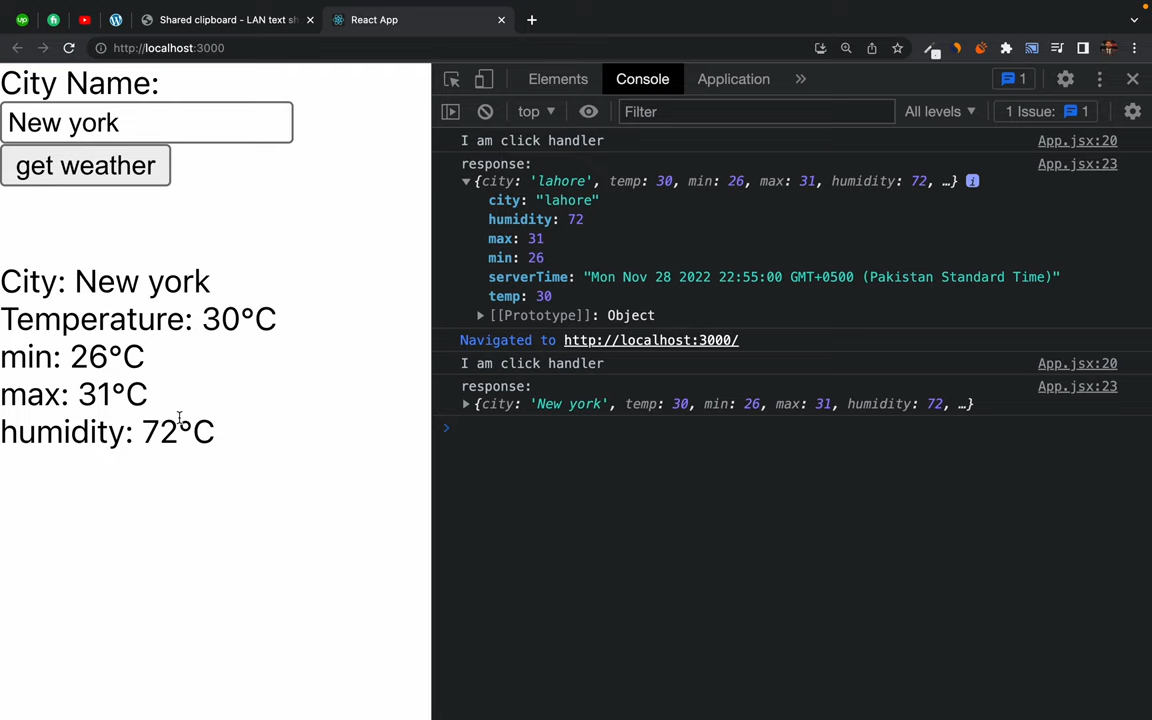 Shared clipboard - LAN text sh
React App
http://localhost:3000
City Name:
New york
get weather
City: New york
Temperature: 30°C
min: 26°C
max: 31°C
humidity: 72°C
Elements
Console
Application
1
top
Filter
All levels
1 Issue:
1
I am click handler
App.jsx:20
response:
App.jsx:23
{city: 'lahore', temp: 30, min: 26, max: 31, humidity: 72, …}
city: "lahore"
humidity: 72
max: 31
min: 26
serverTime: "Mon Nov 28 2022 22:55:00 GMT+0500 (Pakistan Standard Time)"
temp: 30
[[Prototype]]: Object
Navigated to http://localhost:3000/
I am click handler
App.jsx:20
response:
App.jsx:23
{city: 'New york', temp: 30, min: 26, max: 31, humidity: 72, …}